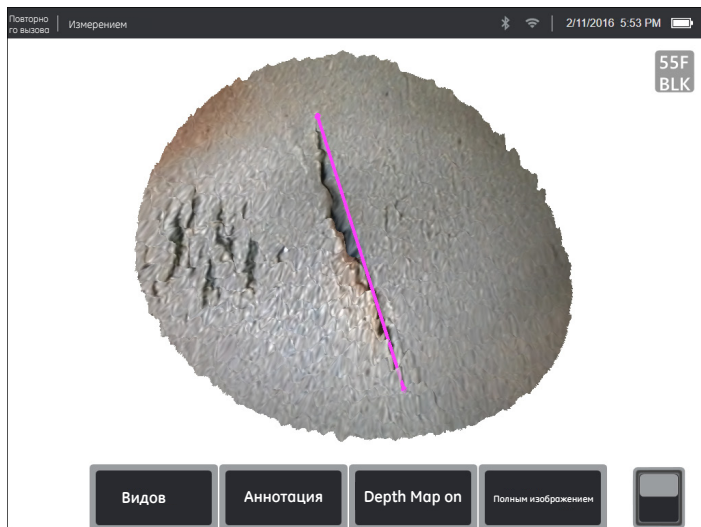 Повторно
го вызова
Измерением
2/11/2016 5:53 PM
55F
BLK
Видов
Аннотация
Depth Map on
Полным изображением